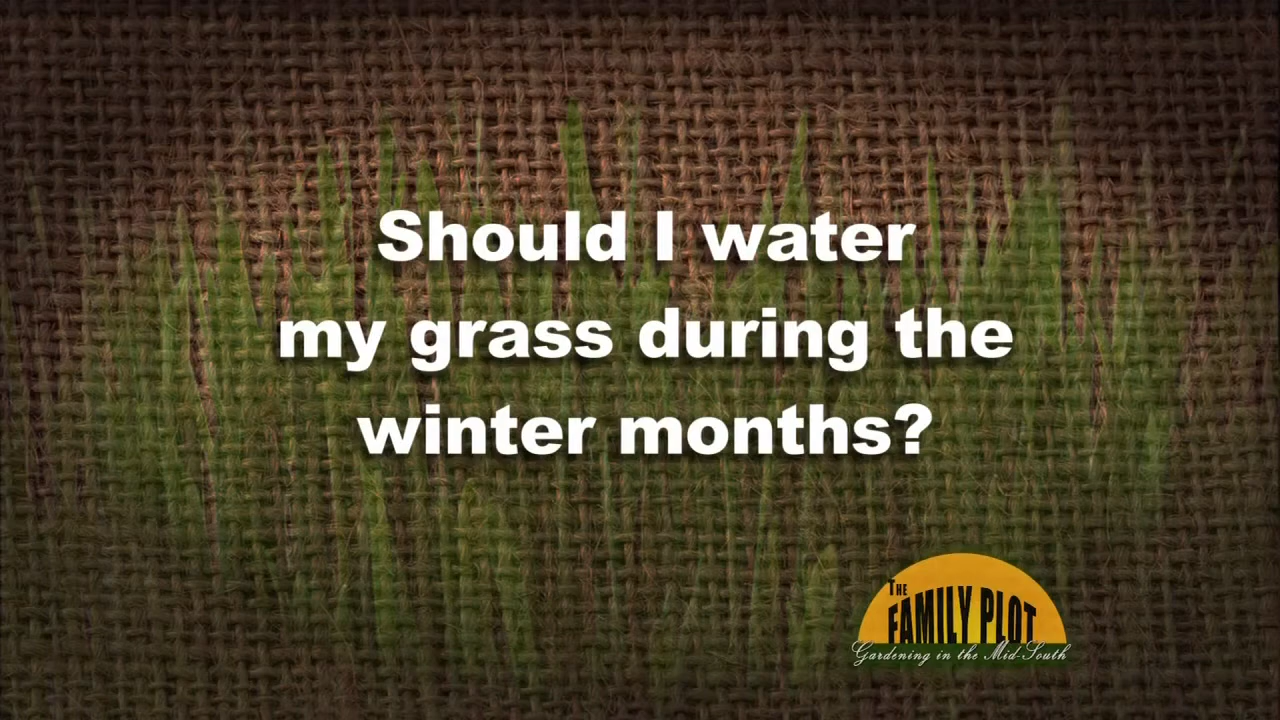 Should I water
my grass during the
winter months?
THE
FAMILY PLOT
Gardening in the Mid-South